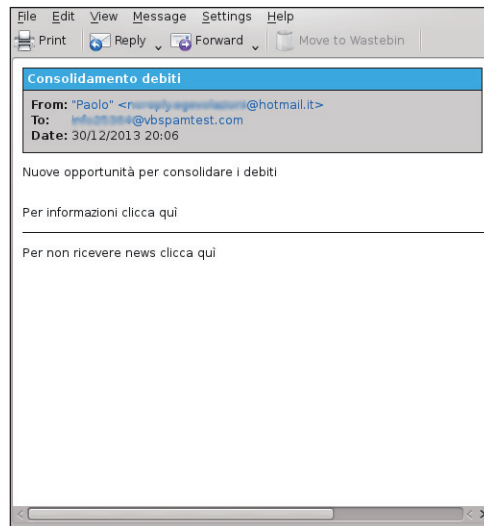 File Edit View Message Settings Help
Print Reply Forward Move to Wastebin
Consolidamento debiti
From: "Paolo" <@hotmail.it>
To: @vbspamtest.com
Date: 30/12/2013 20:06
Nuove opportunità per consolidare i debiti
Per informazioni clicca quì
Per non ricevere news clicca quì